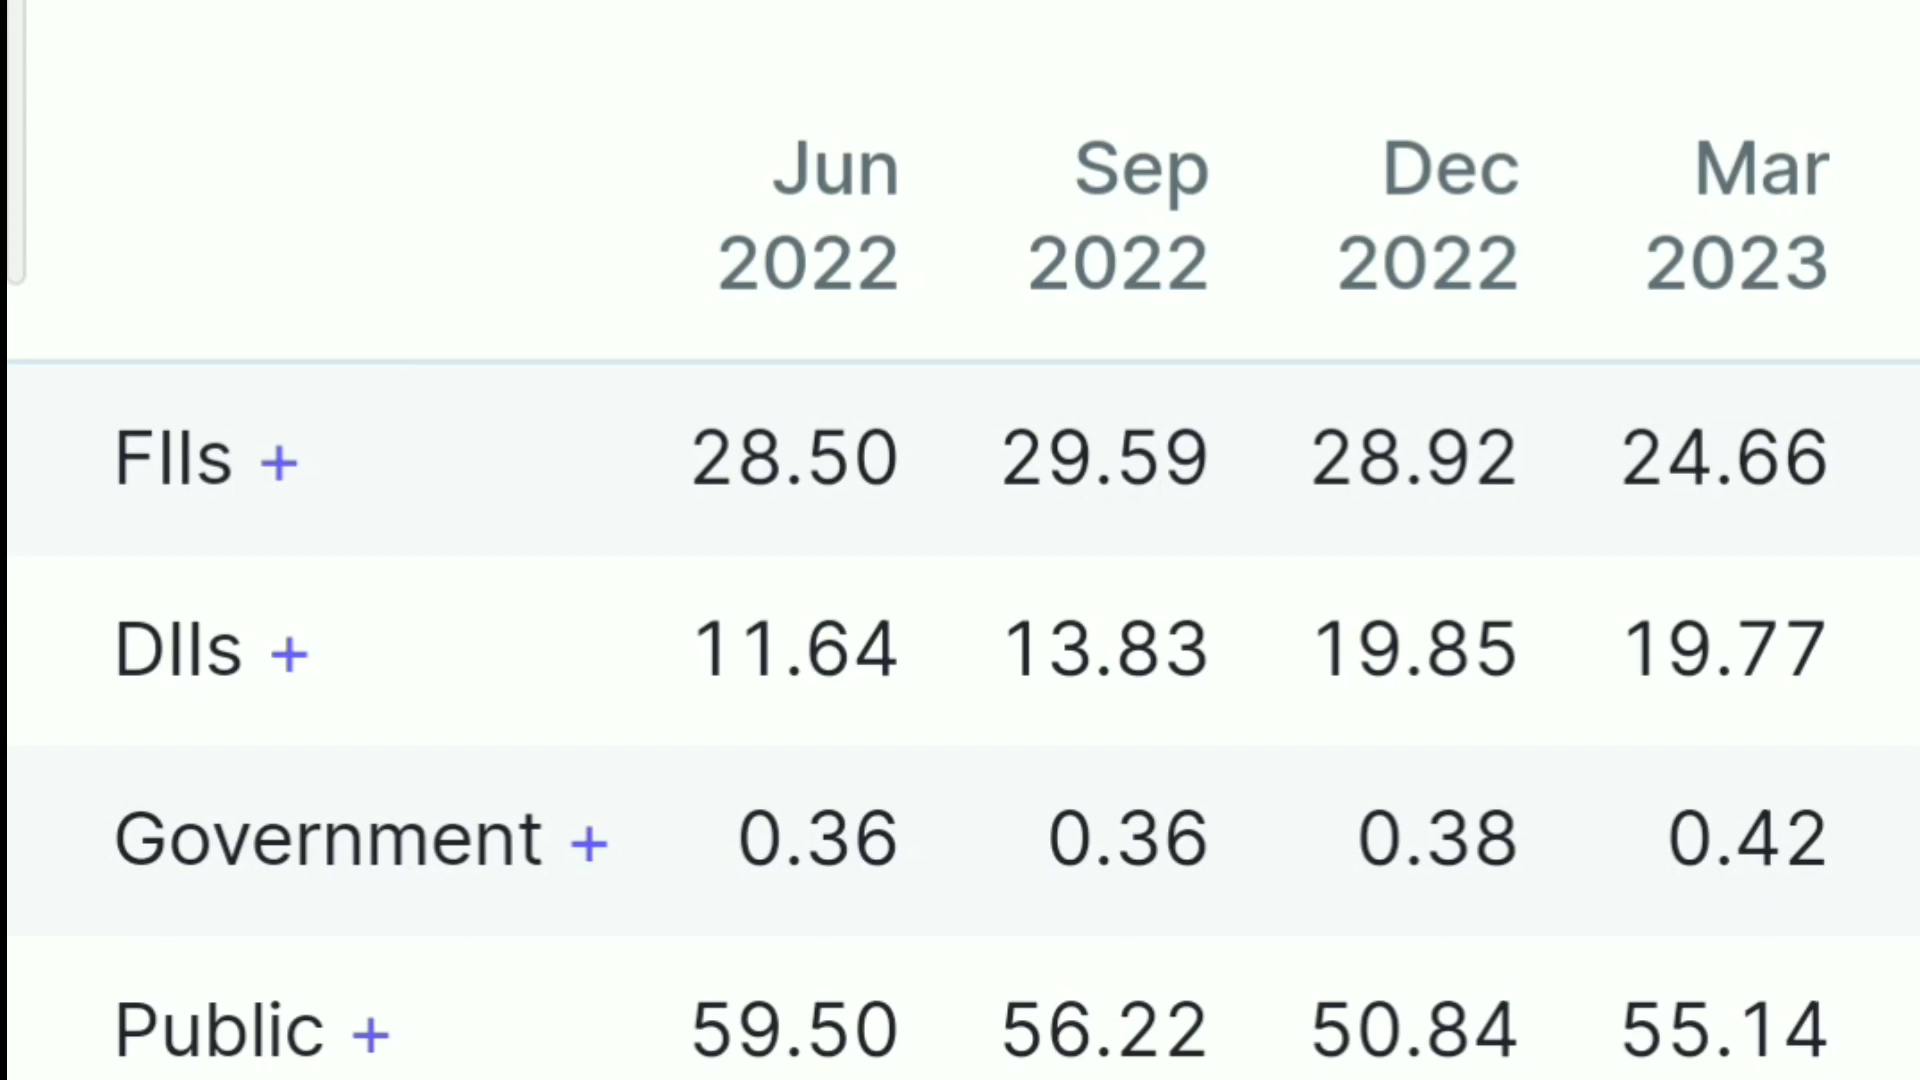 Jun Sep Dec Mar
2022 2022 2022 2023
FIIs + 28.50 29.59 28.92 24.66
DIIs + 11.64 13.83 19.85 19.77
Government + 0.36 0.36 0.38 0.42
Public + 59.50 56.22 50.84 55.14